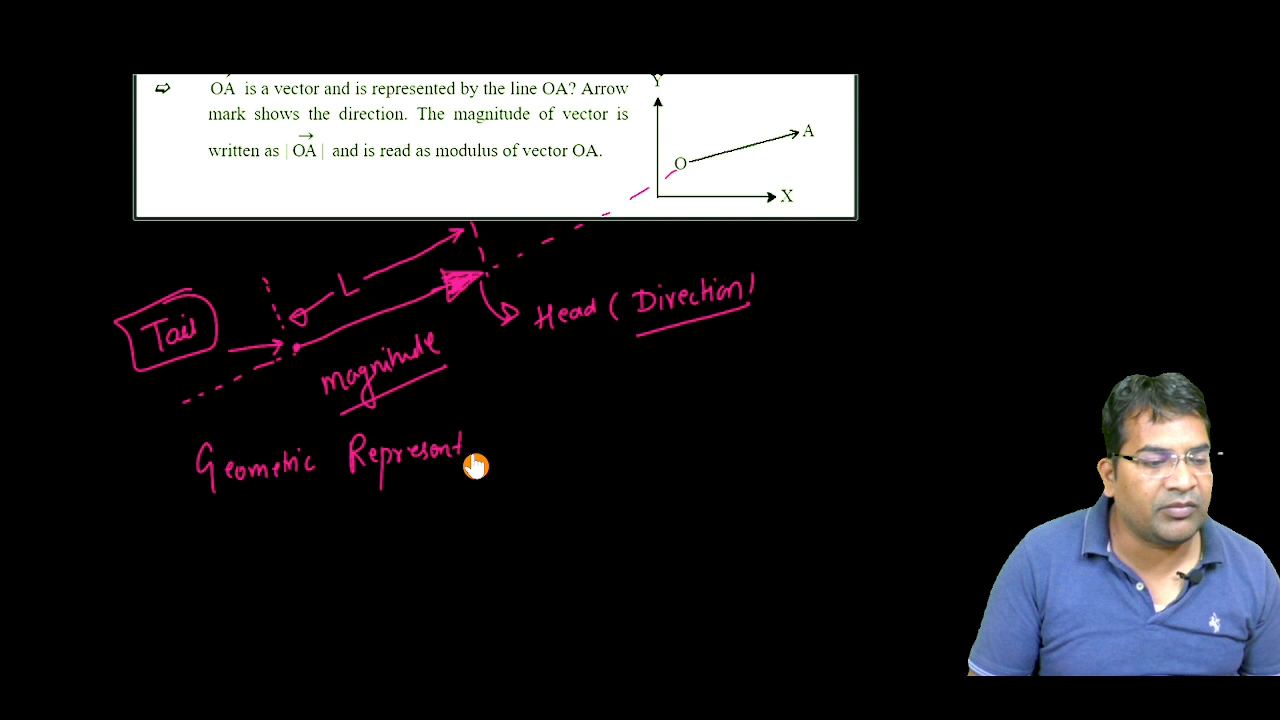 OA is a vector and is represented by the line OA? Arrow
mark shows the direction. The magnitude of vector is
written as | OA | and is read as modulus of vector OA.
Y
A
O
X
L
Head (Direction)
Tail
magnitude
Geometric Represent